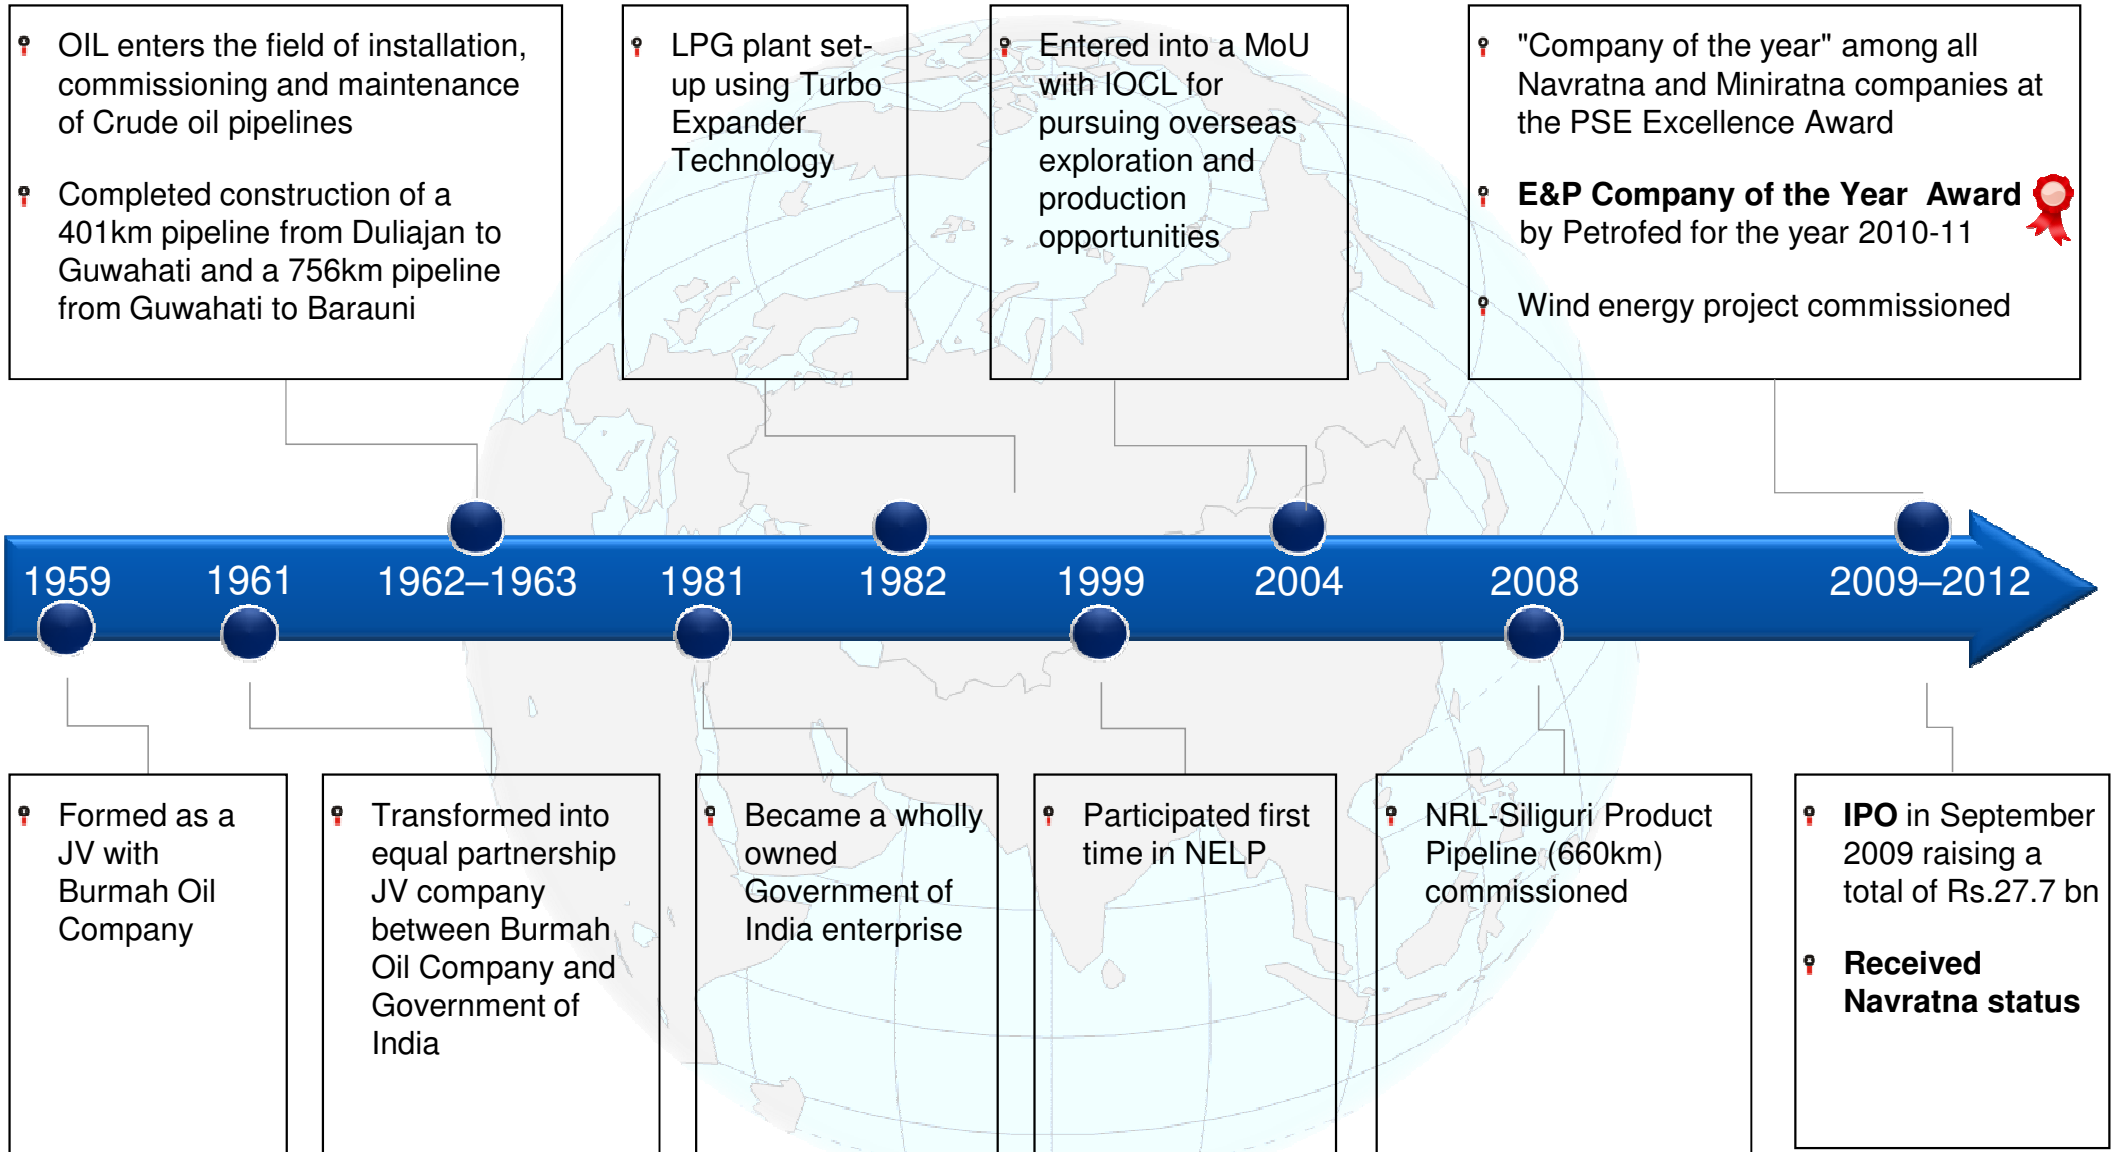 OIL enters the field of installation,
commissioning and maintenance
of Crude oil pipelines
Completed construction of a
401km pipeline from Duliajan to
Guwahati and a 756km pipeline
from Guwahati to Barauni
LPG plant set-
up using Turbo
Expander
Technology
Entered into a MoU
with IOCL for
pursuing overseas
exploration and
production
opportunities
"Company of the year" among all
Navratna and Miniratna companies at
the PSE Excellence Award
E&P Company of the Year Award
by Petrofed for the year 2010-11
Wind energy project commissioned
1959 1961 1962–1963 1981 1982 1999 2004 2008 2009–2012
Formed as a
JV with
Burmah Oil
Company
Transformed into
equal partnership
JV company
between Burmah
Oil Company and
Government of
India
Became a wholly
owned
Government of
India enterprise
Participated first
time in NELP
NRL-Siliguri Product
Pipeline (660km)
commissioned
IPO in September
2009 raising a
total of Rs.27.7 bn
Received
Navratna status